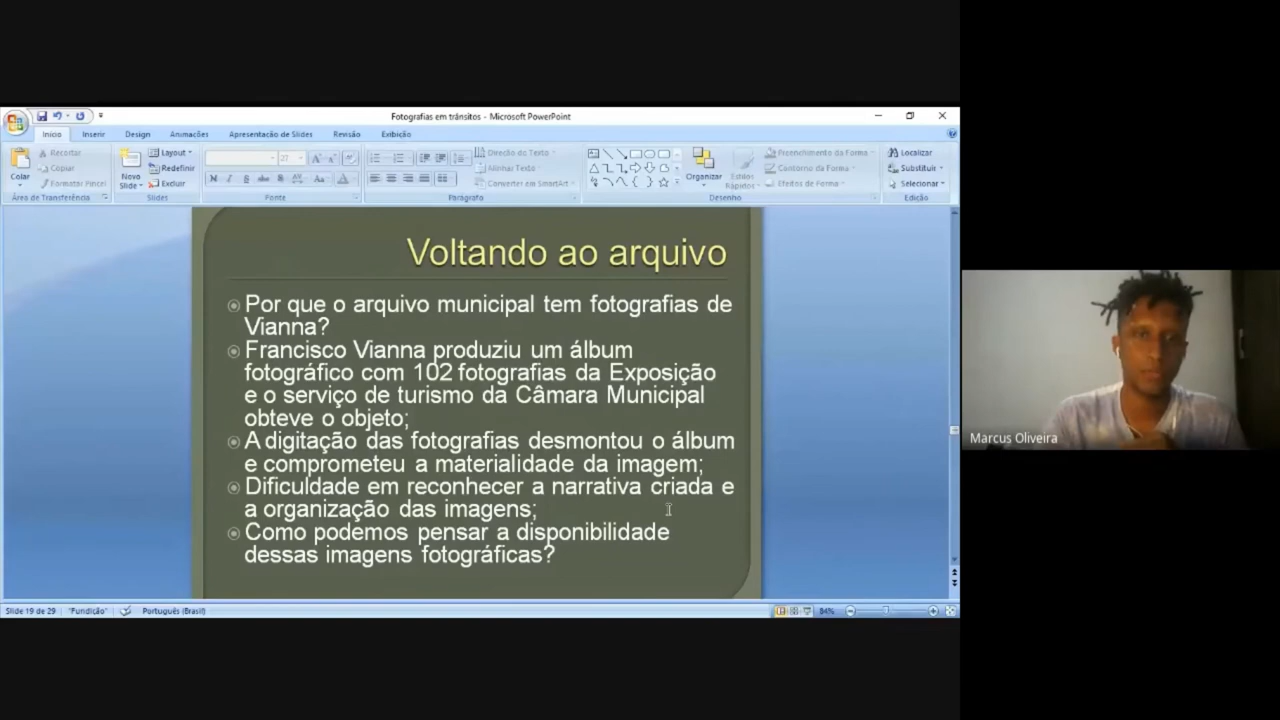 Fotografias em trânsitos - Microsoft PowerPoint
Início Inserir Design Animações Apresentação de Slides Revisão Exibição
Recortar
Copiar
Formatar Pincel
Colar
Área de Transferência
Novo
Slide
Layout
Redefinir
Excluir
Slides
27
N I S abc S AV Aa A
Fonte
Direção do Texto
Alinhar Texto
Converter em SmartArt
Parágrafo
Organizar
Estilos
Rápidos
Preenchimento da Forma
Contorno da Forma
Efeitos de Forma
Desenho
Localizar
Substituir
Selecionar
Edição
Voltando ao arquivo
Por que o arquivo municipal tem fotografias de
Vianna?
Francisco Vianna produziu um álbum
fotográfico com 102 fotografias da Exposição
e o serviço de turismo da Câmara Municipal
obteve o objeto;
A digitação das fotografias desmontou o álbum
e comprometeu a materialidade da imagem;
Dificuldade em reconhecer a narrativa criada e
a organização das imagens;
Como podemos pensar a disponibilidade
dessas imagens fotográficas?
Slide 19 de 29 "Fundição" Português (Brasil) 84%
Marcus Oliveira